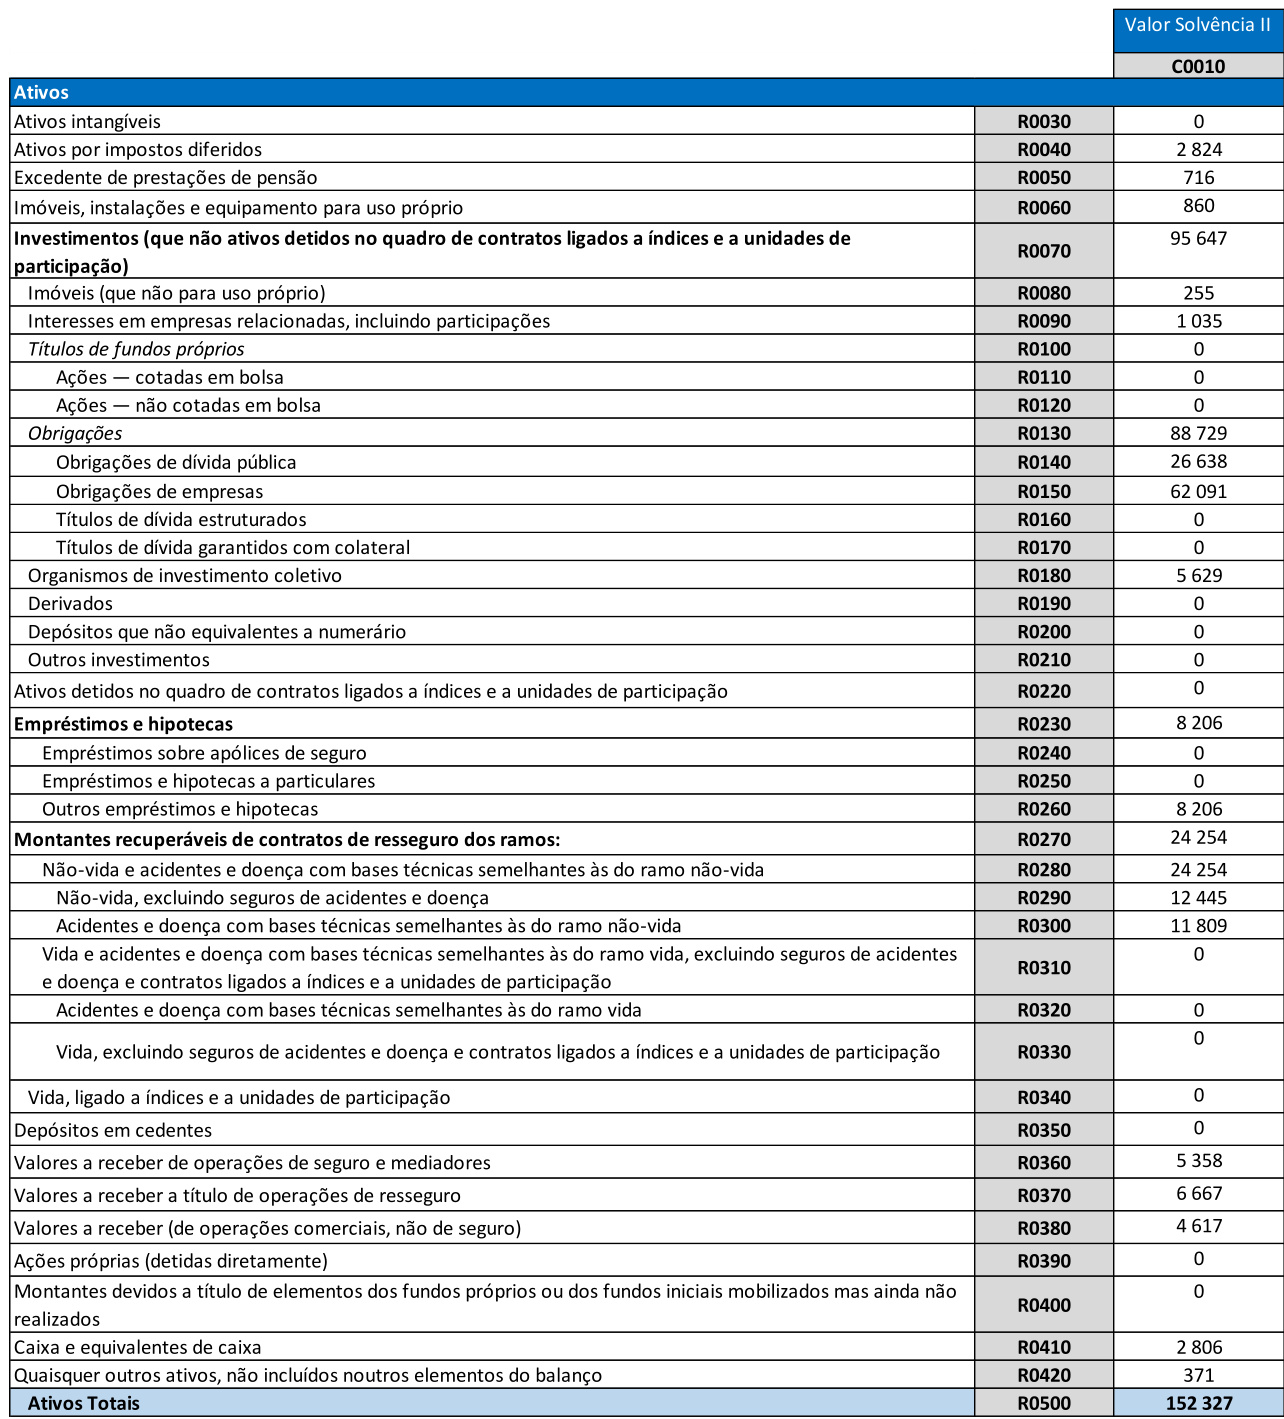 Valor Solvência II
C0010
Ativos
Ativos intangíveis R0030 0
Ativos por impostos diferidos R0040 2 824
Excedente de prestações de pensão R0050 716
Imóveis, instalações e equipamento para uso próprio R0060 860
Investimentos (que não ativos detidos no quadro de contratos ligados a índices e a unidades de
participação) R0070 95 647
Imóveis (que não para uso próprio) R0080 255
Interesses em empresas relacionadas, incluindo participações R0090 1 035
Títulos de fundos próprios R0100 0
Ações — cotadas em bolsa R0110 0
Ações — não cotadas em bolsa R0120 0
Obrigações R0130 88 729
Obrigações de dívida pública R0140 26 638
Obrigações de empresas R0150 62 091
Títulos de dívida estruturados R0160 0
Títulos de dívida garantidos com colateral R0170 0
Organismos de investimento coletivo R0180 5 629
Derivados R0190 0
Depósitos que não equivalentes a numerário R0200 0
Outros investimentos R0210 0
Ativos detidos no quadro de contratos ligados a índices e a unidades de participação R0220 0
Empréstimos e hipotecas R0230 8 206
Empréstimos sobre apólices de seguro R0240 0
Empréstimos e hipotecas a particulares R0250 0
Outros empréstimos e hipotecas R0260 8 206
Montantes recuperáveis de contratos de resseguro dos ramos: R0270 24 254
Não-vida e acidentes e doença com bases técnicas semelhantes às do ramo não-vida R0280 24 254
Não-vida, excluindo seguros de acidentes e doença R0290 12 445
Acidentes e doença com bases técnicas semelhantes às do ramo não-vida R0300 11 809
Vida e acidentes e doença com bases técnicas semelhantes às do ramo vida, excluindo seguros de acidentes
e doença e contratos ligados a índices e a unidades de participação R0310 0
Acidentes e doença com bases técnicas semelhantes às do ramo vida R0320 0
Vida, excluindo seguros de acidentes e doença e contratos ligados a índices e a unidades de participação R0330 0
Vida, ligado a índices e a unidades de participação R0340 0
Depósitos em cedentes R0350 0
Valores a receber de operações de seguro e mediadores R0360 5 358
Valores a receber a título de operações de resseguro R0370 6 667
Valores a receber (de operações comerciais, não de seguro) R0380 4 617
Ações próprias (detidas diretamente) R0390 0
Montantes devidos a título de elementos dos fundos próprios ou dos fundos iniciais mobilizados mas ainda não
realizados R0400 0
Caixa e equivalentes de caixa R0410 2 806
Quaisquer outros ativos, não incluídos noutros elementos do balanço R0420 371
Ativos Totais R0500 152 327